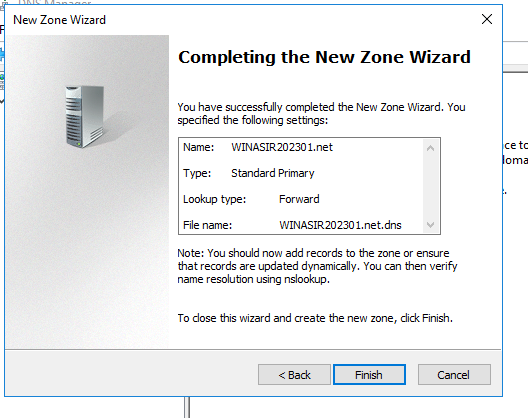 DNS Manager
New Zone Wizard
Completing the New Zone Wizard
You have successfully completed the New Zone Wizard. You
specified the following settings:
Name: WINASIR202301.net
Type: Standard Primary
Lookup type: Forward
File name: WINASIR202301.net.dns
Note: You should now add records to the zone or ensure
that records are updated dynamically. You can then verify
name resolution using nslookup.
To close this wizard and create the new zone, click Finish.
< Back
Finish
Cancel